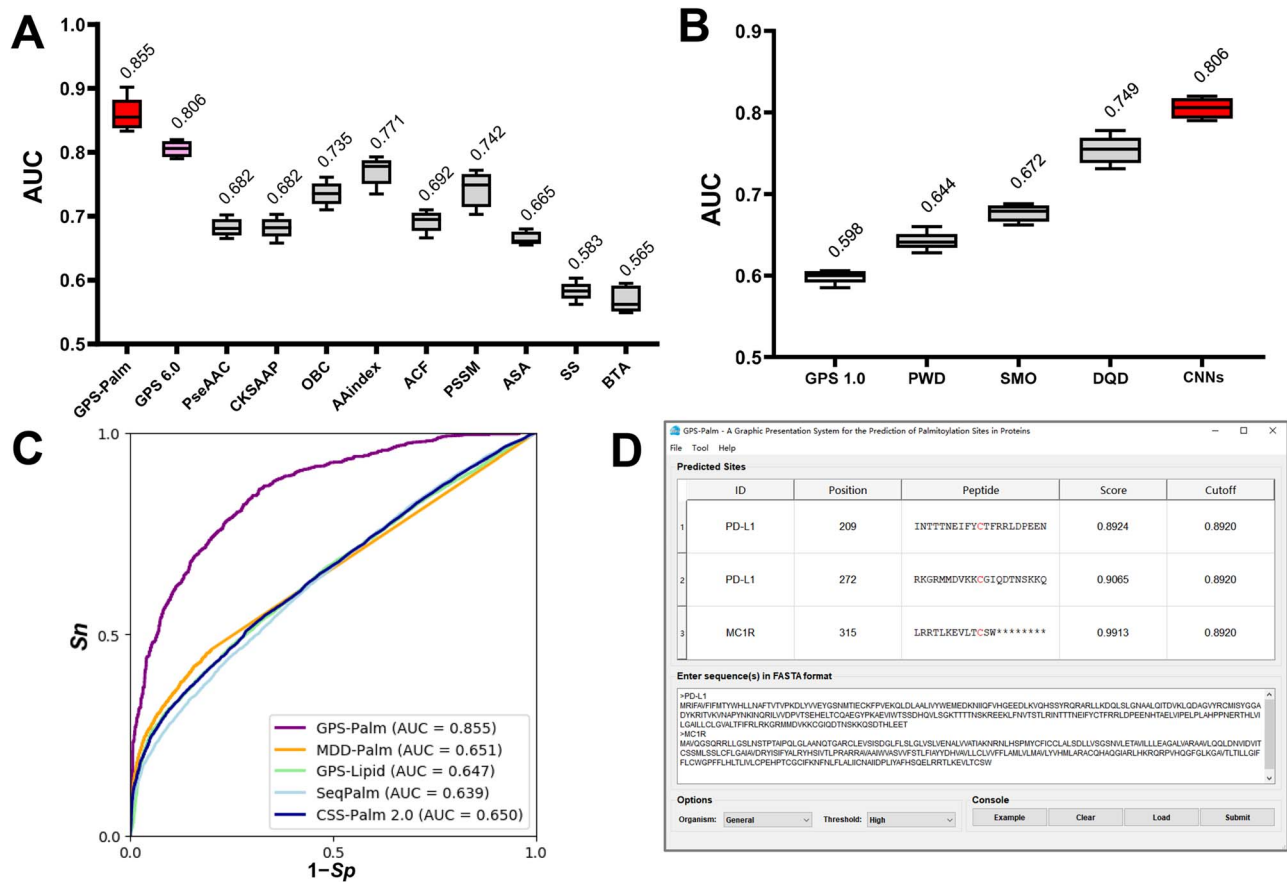 A
AUC
1.0
0.9
0.8
0.7
0.6
0.5
0.855
0.806
0.682
0.682
0.735
0.771
0.692
0.742
0.665
0.583
0.565
GPS-Palm
GPS 6.0
PseAAC
CKSAAP
OBC
AAindex
ACF
PSSM
ASA
SS
BTA
B
AUC
0.9
0.8
0.7
0.6
0.5
0.598
0.644
0.672
0.749
0.806
GPS 1.0
PWD
SMO
DQD
CNNs
C
Sn
1.0
0.5
0.0
GPS-Palm (AUC = 0.855)
MDD-Palm (AUC = 0.651)
GPS-Lipid (AUC = 0.647)
SeqPalm (AUC = 0.639)
CSS-Palm 2.0 (AUC = 0.650)
0.0
0.5
1.0
1-Sp
D
GPS-Palm - A Graphic Presentation System for the Prediction of Palmitoylation Sites in Proteins
File Tool Help
Predicted Sites
ID Position Peptide Score Cutoff
1 PD-L1 209 INTTTNEIFYCTFRRLDPEEN 0.8924 0.8920
2 PD-L1 272 RKGRMMDVKKCGIQDTNSKKQ 0.9065 0.8920
3 MC1R 315 LRRTLKEVLTCSW******** 0.9913 0.8920
Enter sequence(s) in FASTA format
>PD-L1
MRIFAVFIFMTYWHLLNAFTVTVPKDLYVVEYGSNMTIECKFPVEKQLDLAALIVYWEMEDKNIIQFVHGEEDLKVQHSSYRQRARLLKDQLSLGNAALQITDVKLQDAGVYRCMISYGGA
DYKRITVKVNAPYNKINQRILVVDPVTSEHELTCQAEGYPKAEVIWTSSDHQVLSGKTTTTNSKREEKLFNVTSTLRINTTTNEIFYCTFRRLDPEENHTAELVIPELPLAHPPNERTHLVI
LGAILLCLGVALTFIFRLRKGRMMDVKKCGIQDTNSKKQSDTHLEET
>MC1R
MAVQGSQRRLLGSLNSTPTAIPQLGLAANQTGARCLEVSISDGLFLSLGLVSLVENALVVATIAKNRNLHSPMYCFICCLALSDLLVSGSNVLETAVILLLEAGALVARAAVLQQLDNVIDVIT
CSSMLSSLCFLGAIAVDRYISIFYALRYHSIVTLPRARRAVAAIWVASVVFSTLFIAYYDHVAVLLCLVVFFLAMLVLMAVLYVHMLARACQHAQGIARLHKRQRPVHQGFGLKGAVTLTILLGIF
FLCWGPFFLHLTLIVLCPEHPTCGCIFKNFNLFLALIICNAIIDPLIYAFHSQELRRTLKEVLTCSW
Options
Organism: General Threshold: High
Console
Example Clear Load Submit